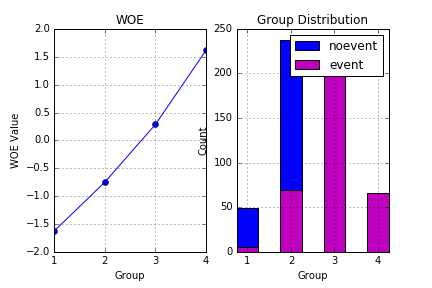 WOE
2.0
1.5
1.0
0.5
0.0
−0.5
−1.0
−1.5
−2.0
WOE Value
1 2 3 4
Group
Group Distribution
250
200
150
100
50
0
Count
noevent
event
1 2 3 4
Group